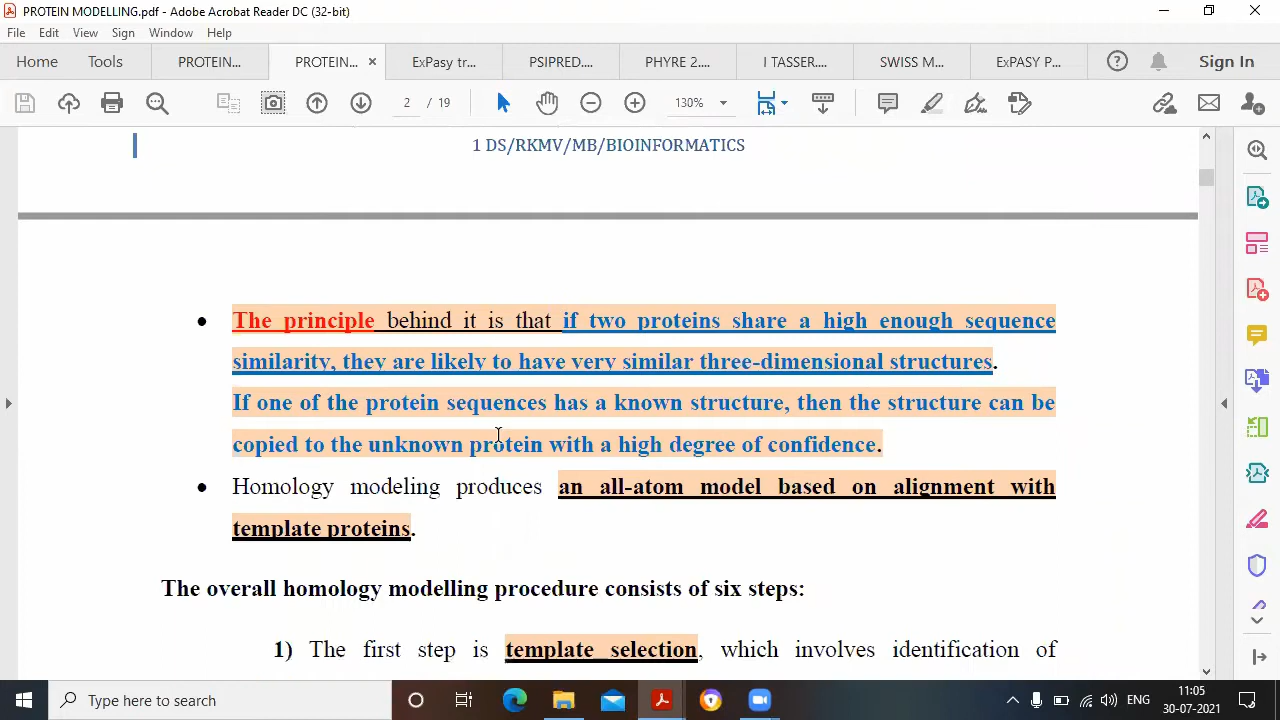 PROTEIN MODELLING.pdf - Adobe Acrobat Reader DC (32-bit)
File Edit View Sign Window Help
Home Tools PROTEIN... PROTEIN... × ExPasy tr... PSIPRED.... PHYRE 2.... I TASSER.... SWISS M... ExPASY P... Sign In
2 / 19 130%
1 DS/RKMV/MB/BIOINFORMATICS
• The principle behind it is that if two proteins share a high enough sequence
similarity, they are likely to have very similar three-dimensional structures.
If one of the protein sequences has a known structure, then the structure can be
copied to the unknown protein with a high degree of confidence.
• Homology modeling produces an all-atom model based on alignment with
template proteins.
The overall homology modelling procedure consists of six steps:
1) The first step is template selection, which involves identification of
Type here to search
ENG
11:05
30-07-2021